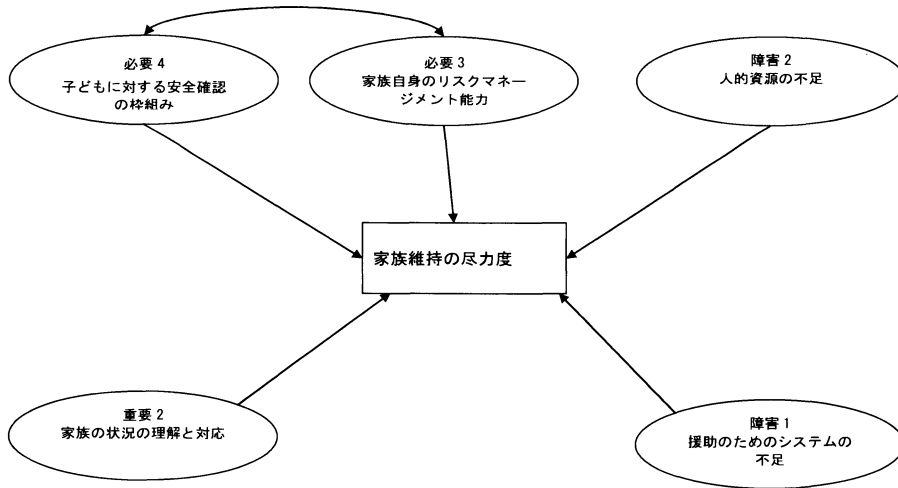 必要4
子どもに対する安全確認
の枠組み
必要3
家族自身のリスクマネー
ジメント能力
障害2
人的資源の不足
家族維持の尽力度
重要2
家族の状況の理解と対応
障害1
援助のためのシステムの
不足